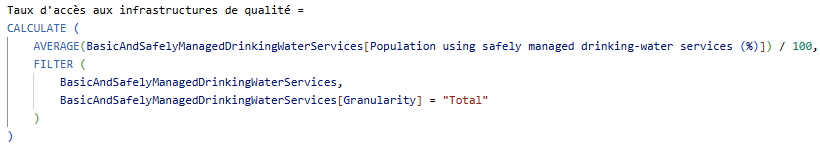 Taux d'accès aux infrastructures de qualité =
CALCULATE (
    AVERAGE(BasicAndSafelyManagedDrinkingWaterServices[Population using safely managed drinking-water services (%)]) / 100,
    FILTER (
        BasicAndSafelyManagedDrinkingWaterServices,
        BasicAndSafelyManagedDrinkingWaterServices[Granularity] = "Total"
    )
)